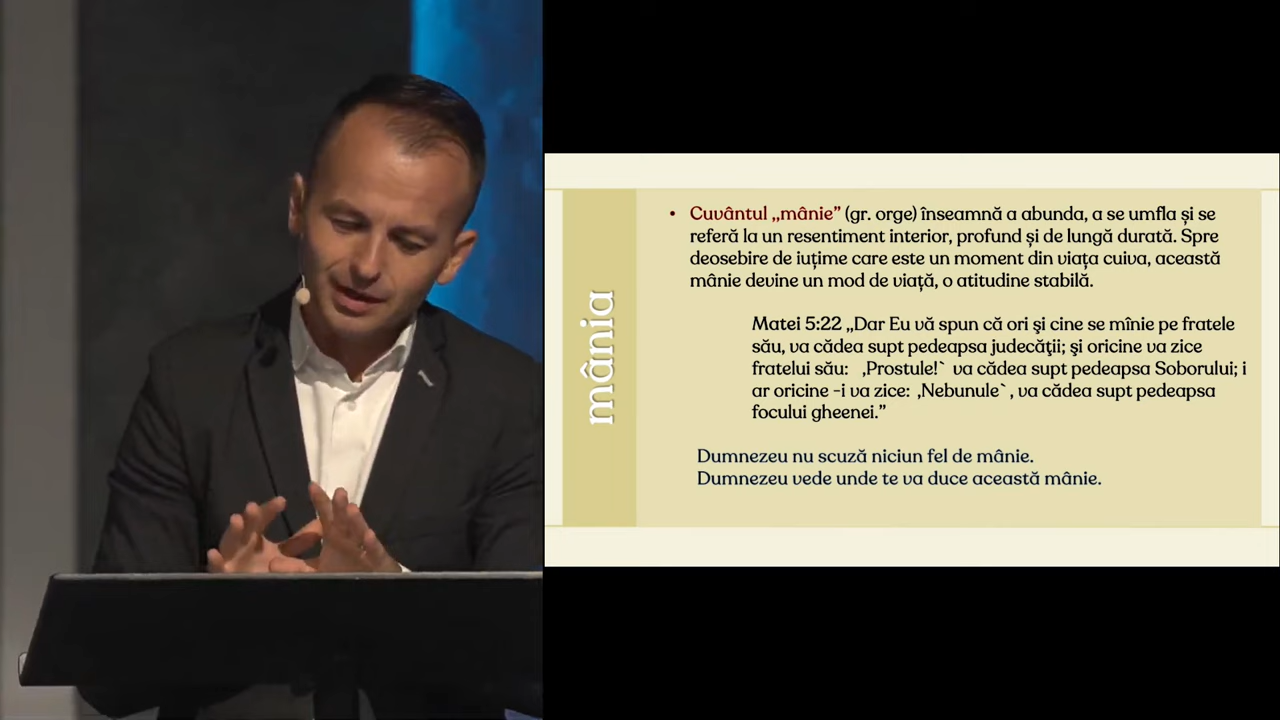 mânia
• Cuvântul „mânie” (gr. orge) înseamnă a abunda, a se umfla și se
referă la un resentiment interior, profund și de lungă durată. Spre
deosebire de iuțime care este un moment din viața cuiva, această
mânie devine un mod de viață, o atitudine stabilă.
Matei 5:22 „Dar Eu vă spun că ori şi cine se mînie pe fratele
său, va cădea supt pedeapsa judecăţii; şi oricine va zice
fratelui său: ,Prostule!` va cădea supt pedeapsa Soborului; i
ar oricine -i va zice: ,Nebunule`, va cădea supt pedeapsa
focului gheenei.”
Dumnezeu nu scuză niciun fel de mânie.
Dumnezeu vede unde te va duce această mânie.